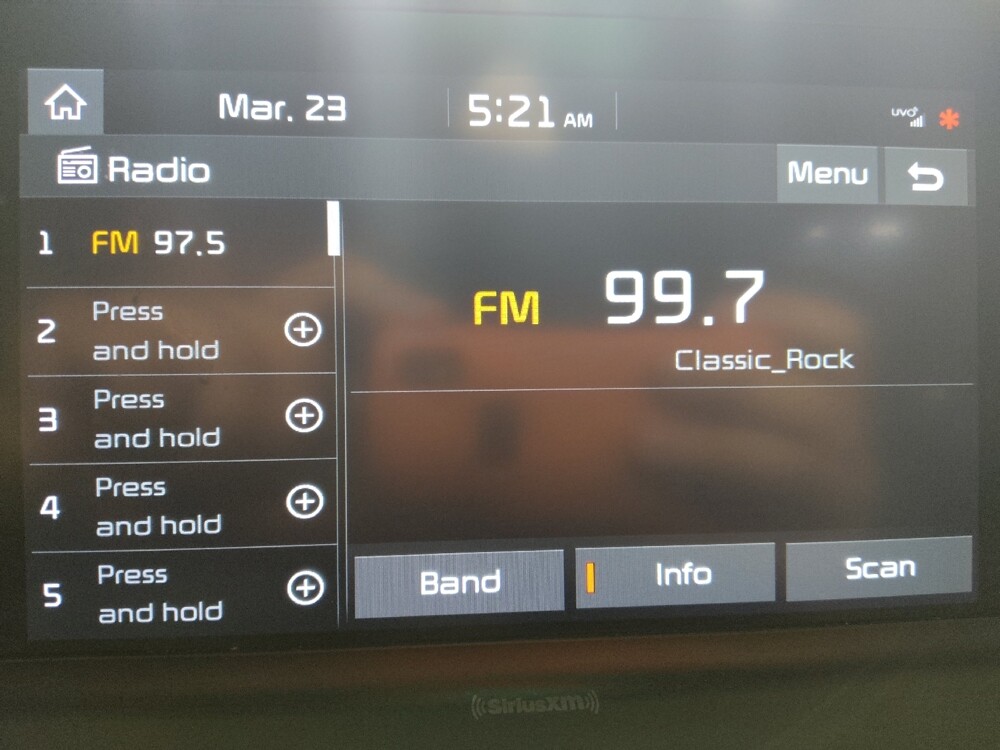 Mar. 23
5:21 AM
UVO
Radio
Menu
1 FM 97.5
2 Press
and hold
3 Press
and hold
4 Press
and hold
5 Press
and hold
FM 99.7
Classic_Rock
Band
Info
Scan
((SiriusXM))